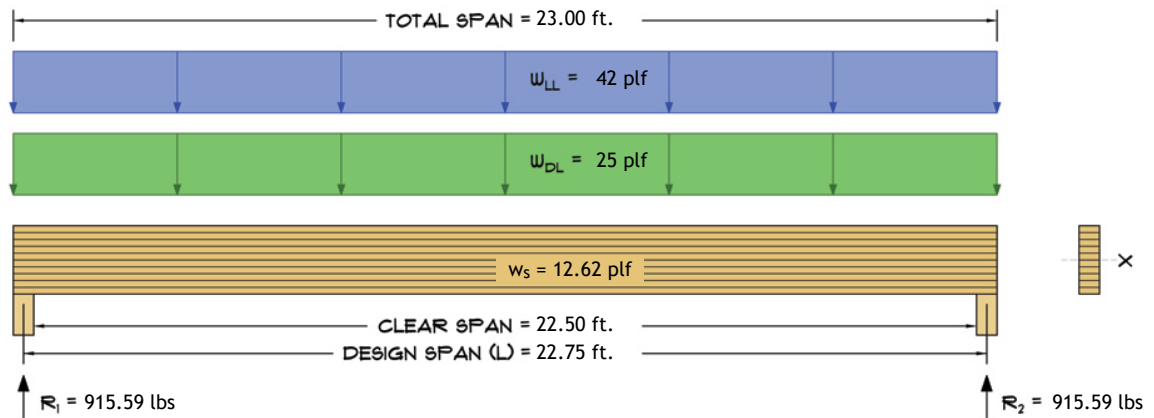 TOTAL SPAN = 23.00 ft.
WLL = 42 plf
WDL = 25 plf
ws = 12.62 plf
X
CLEAR SPAN = 22.50 ft.
DESIGN SPAN (L) = 22.75 ft.
R1 = 915.59 lbs
R2 = 915.59 lbs